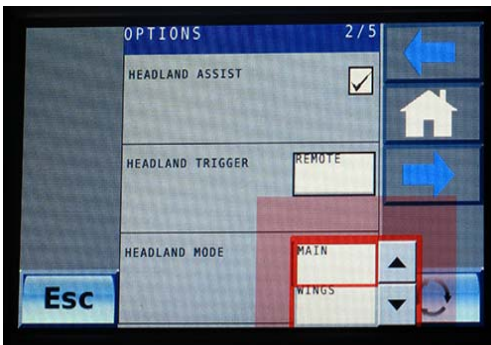 OPTIONS 2/5
HEADLAND ASSIST
HEADLAND TRIGGER REMOTE
HEADLAND MODE MAIN
WINGS
Esc